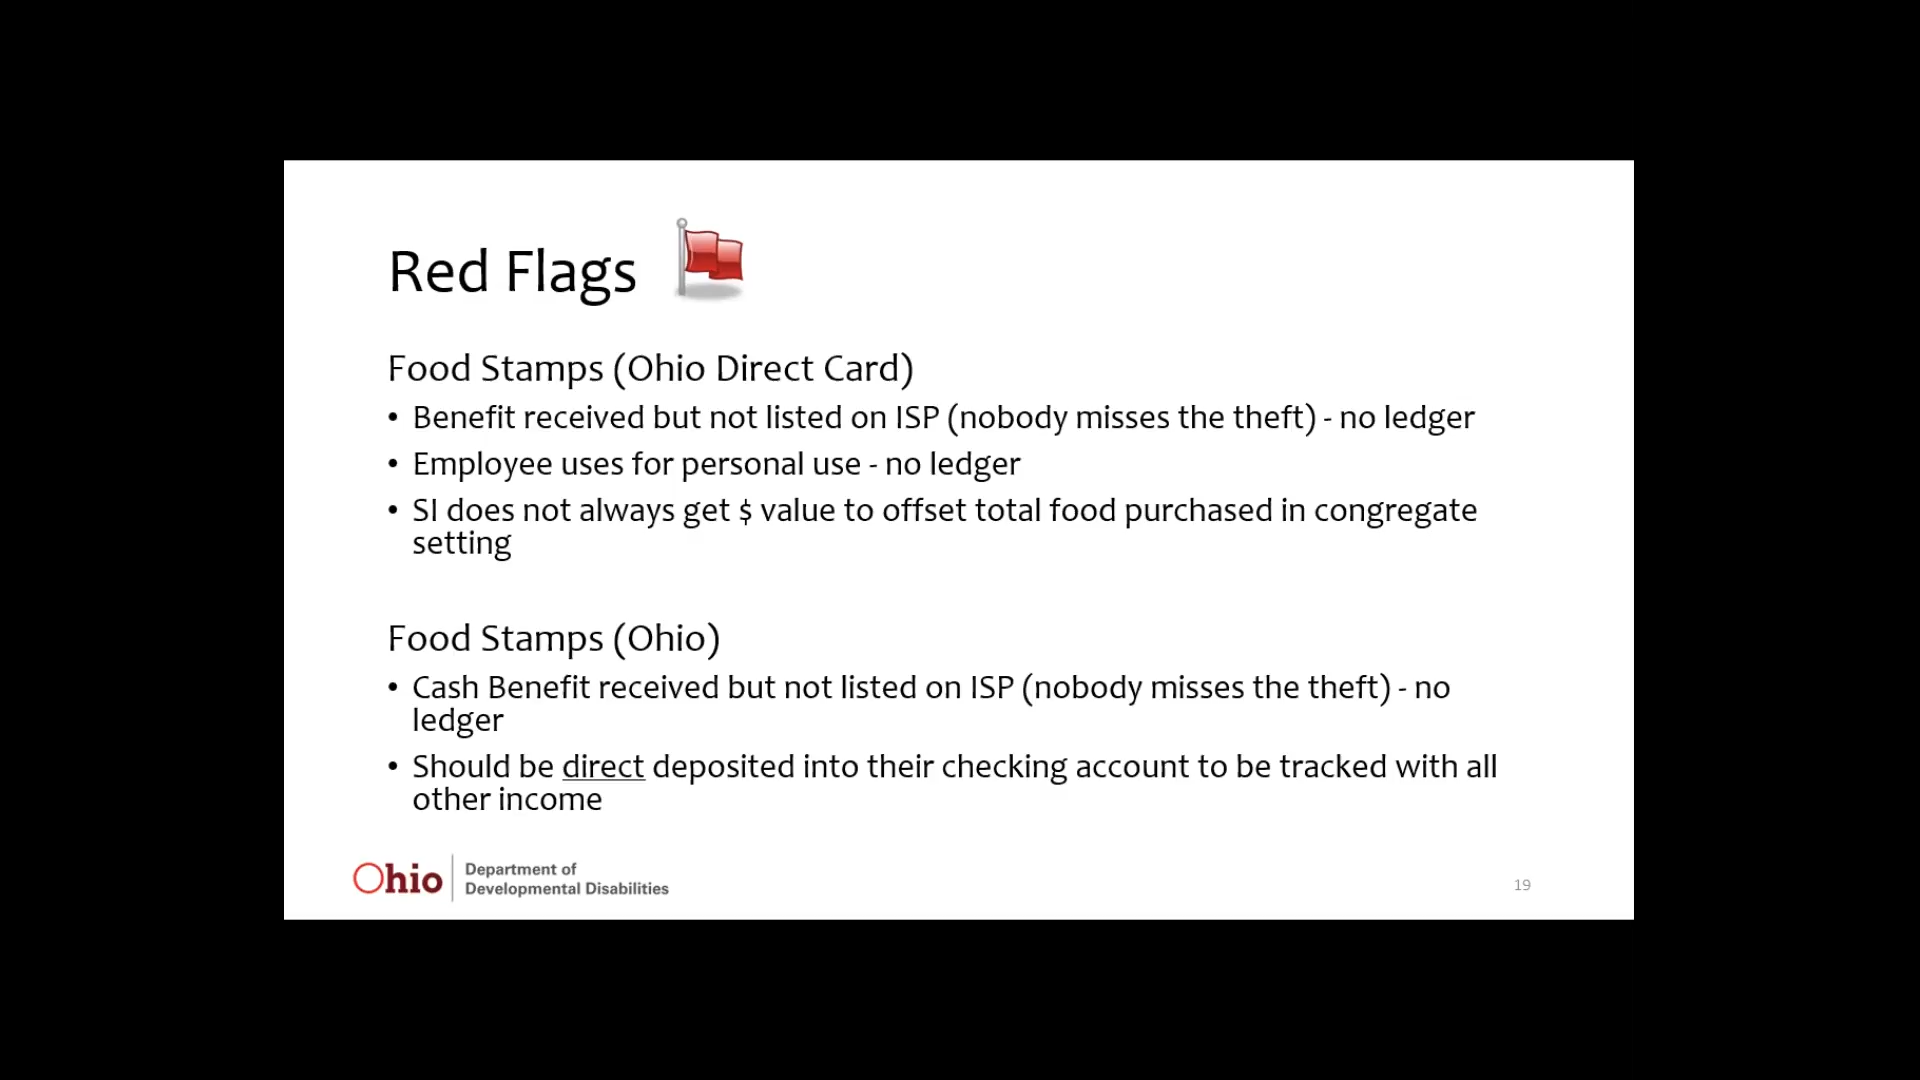 Red Flags
Food Stamps (Ohio Direct Card)
• Benefit received but not listed on ISP (nobody misses the theft) - no ledger
• Employee uses for personal use - no ledger
• SI does not always get $ value to offset total food purchased in congregate
setting
Food Stamps (Ohio)
• Cash Benefit received but not listed on ISP (nobody misses the theft) - no
ledger
• Should be direct deposited into their checking account to be tracked with all
other income
Ohio
Department of
Developmental Disabilities
19